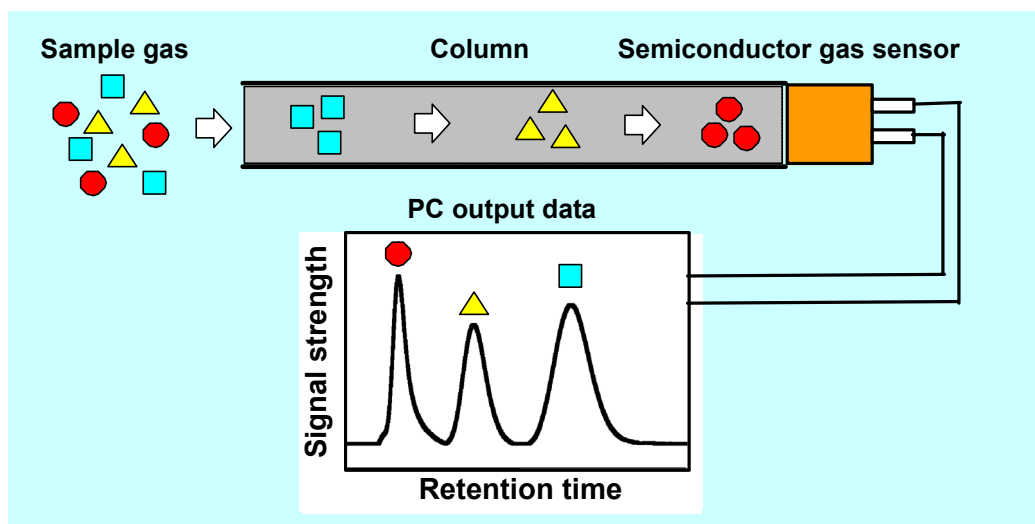 Sample gas
Column
Semiconductor gas sensor
PC output data
Signal strength
Retention time